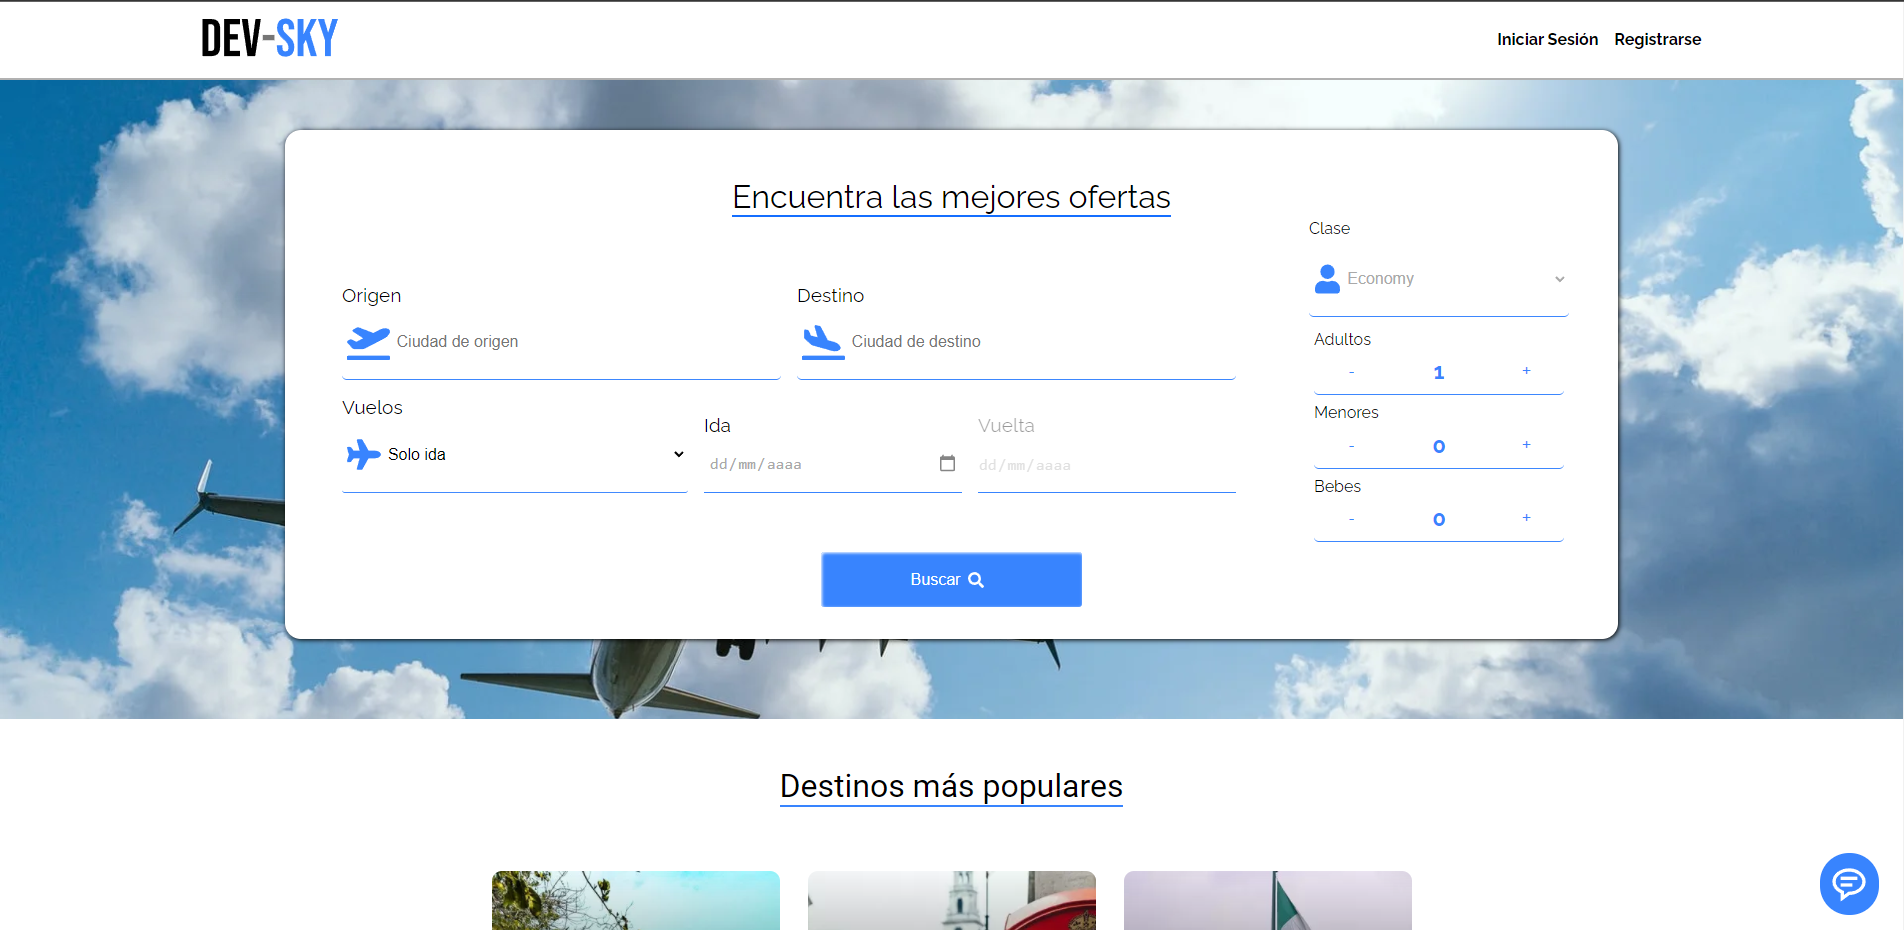 DEV-SKY
Iniciar Sesión Registrarse
Encuentra las mejores ofertas
Clase
Economy
Origen
Ciudad de origen
Destino
Ciudad de destino
Adultos
- 1 +
Menores
- 0 +
Bebes
- 0 +
Vuelos
Solo ida
Ida
dd/mm/aaaa
Vuelta
dd/mm/aaaa
Buscar
Destinos más populares